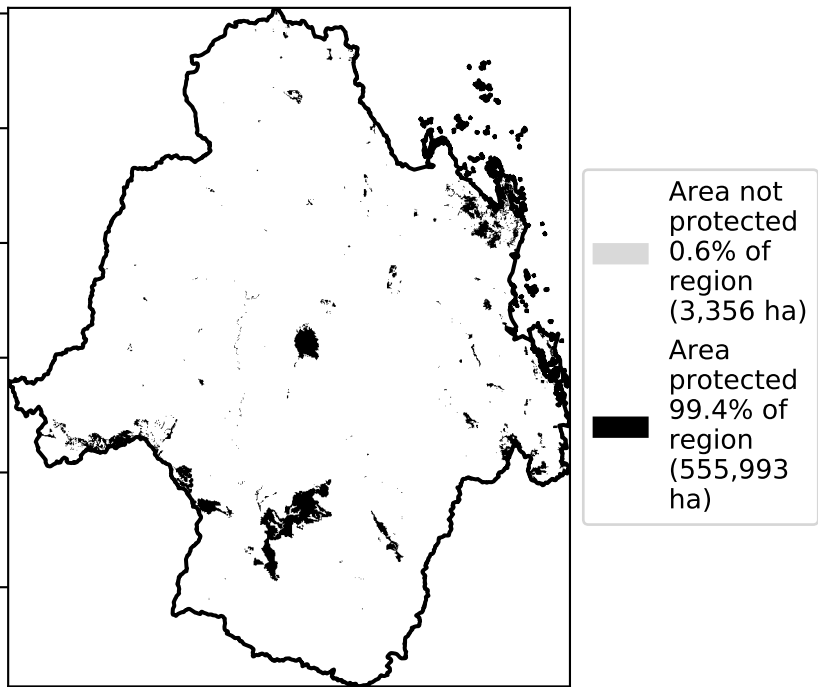 Area not
protected
0.6% of
region
(3,356 ha)
Area
protected
99.4% of
region
(555,993
ha)